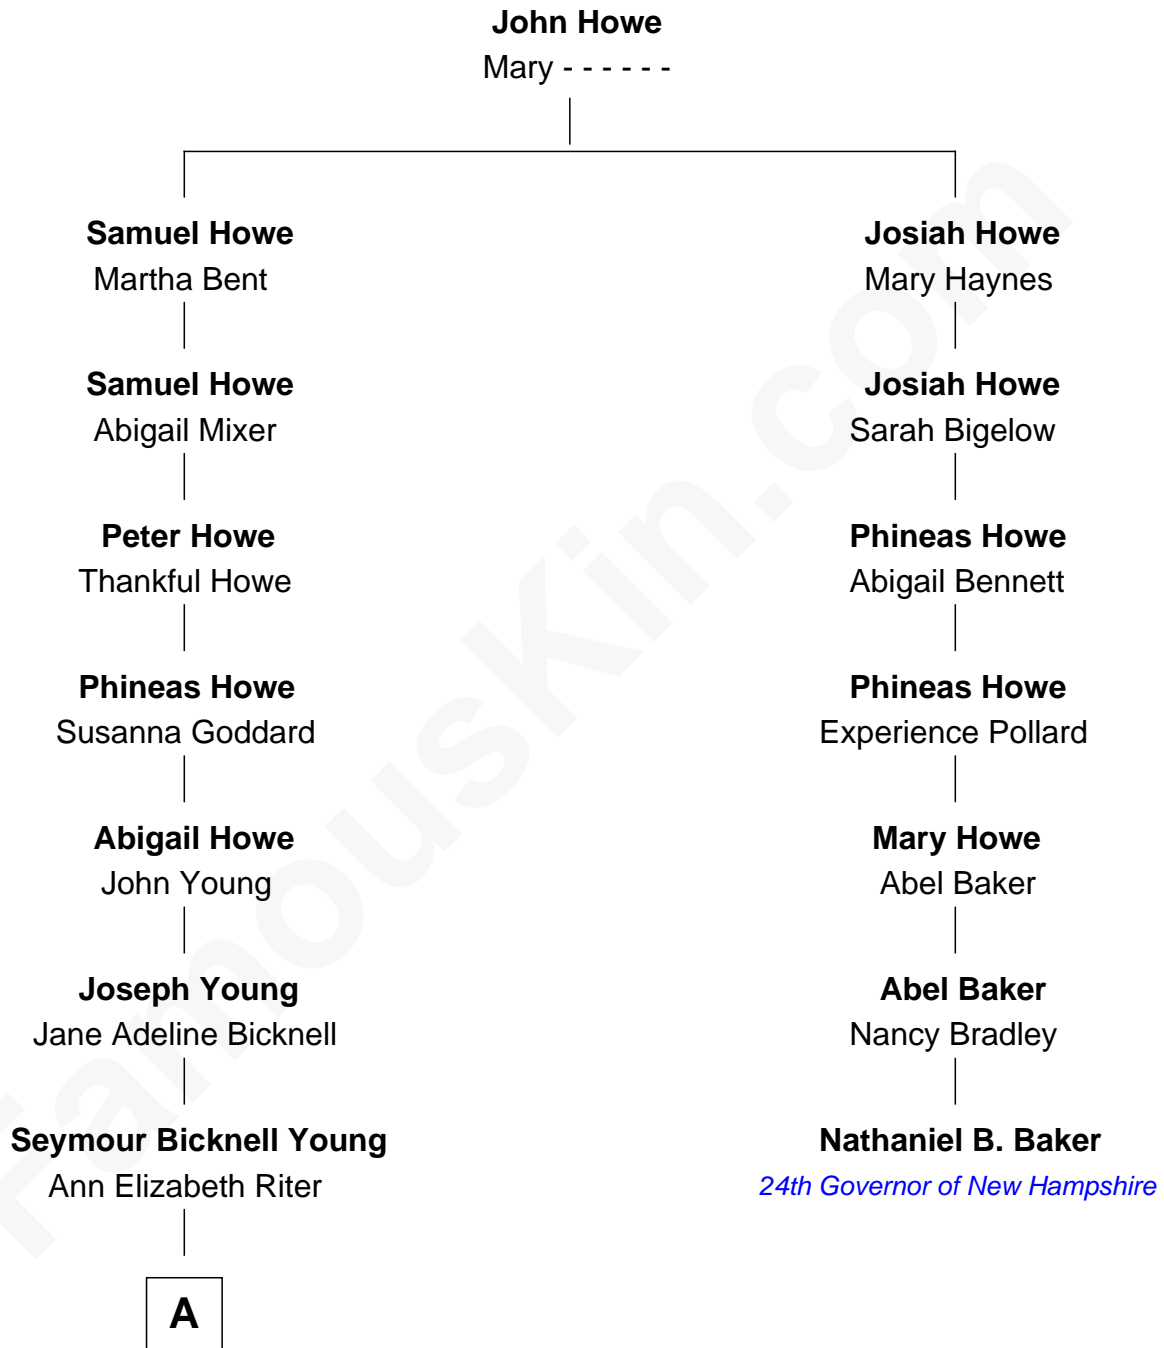 John Howe
Mary - - - - - -
Samuel Howe
Martha Bent
Josiah Howe
Mary Haynes
Samuel Howe
Abigail Mixer
Josiah Howe
Sarah Bigelow
Peter Howe
Thankful Howe
Phineas Howe
Abigail Bennett
Phineas Howe
Susanna Goddard
Phineas Howe
Experience Pollard
Abigail Howe
John Young
Mary Howe
Abel Baker
Joseph Young
Jane Adeline Bicknell
Abel Baker
Nancy Bradley
Seymour Bicknell Young
Ann Elizabeth Riter
Nathaniel B. Baker
24th Governor of New Hampshire
A
FamousKin.com